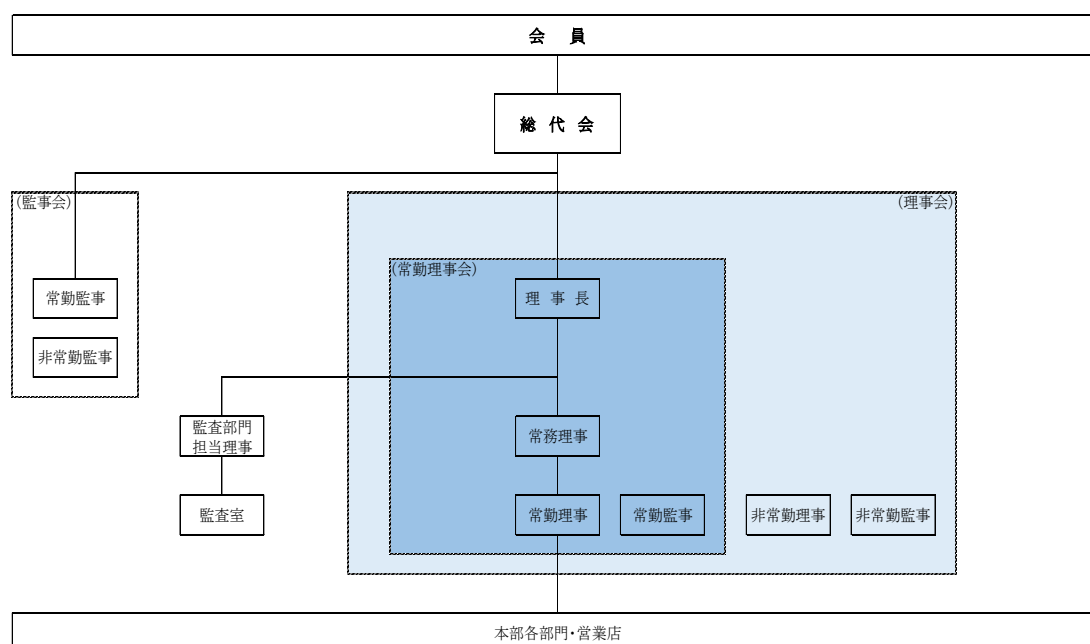 会 員
総 代 会
(監事会)
(理事会)
(常勤理事会)
常勤監事
理 事 長
非常勤監事
監査部門
担当理事
常務理事
監査室
常勤理事
常勤監事
非常勤理事
非常勤監事
本部各部門・営業店